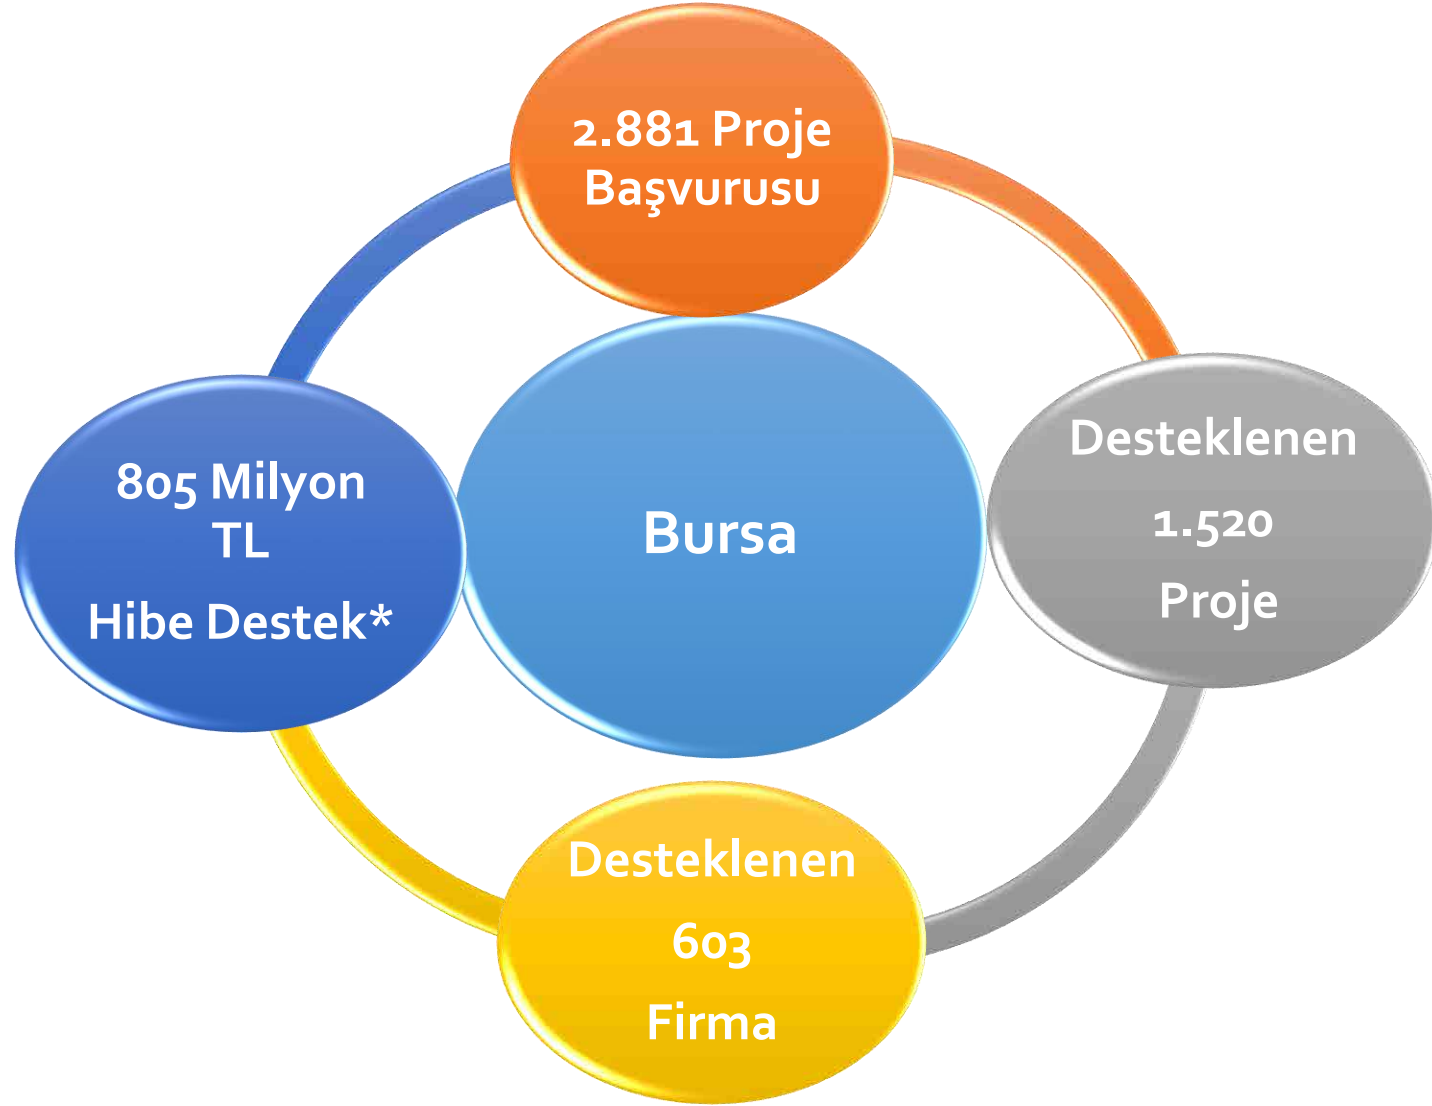 2.881 Proje
Başvurusu
Desteklenen
1.520
Proje
Desteklenen
603
Firma
805 Milyon
TL
Hibe Destek*
Bursa